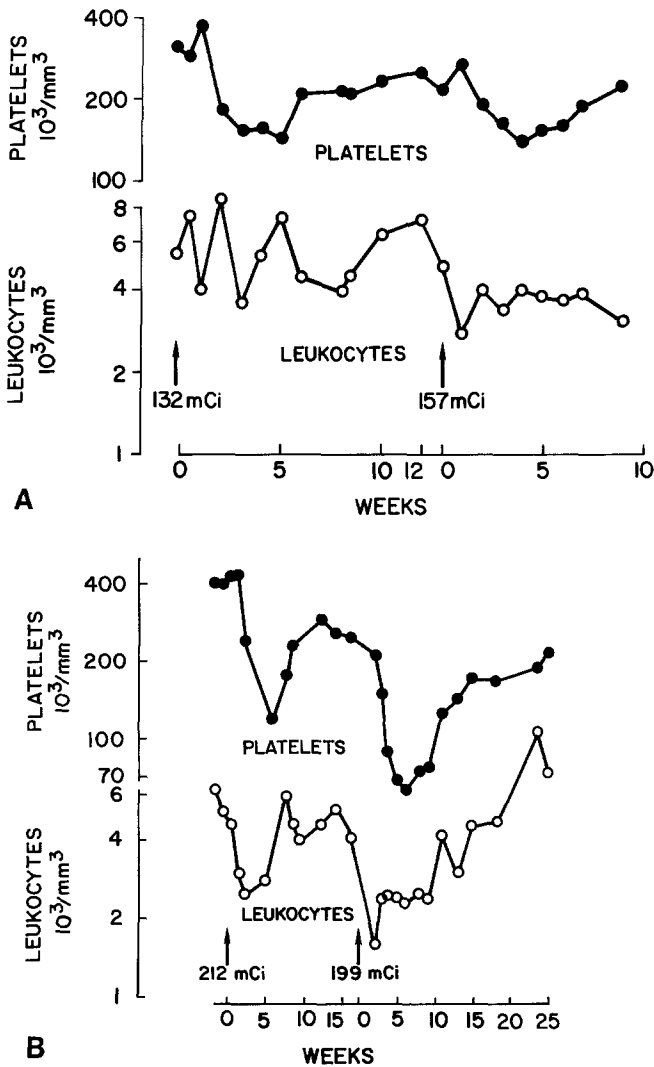 400
200
100
PLATELETS
10³/mm³
PLATELETS
8
6
4
2
1
LEUKOCYTES
10³/mm³
LEUKOCYTES
132 mCi
157 mCi
0 5 10 12 0 5 10
WEEKS
A
400
200
100
70
PLATELETS
10³/mm³
PLATELETS
6
4
2
1
LEUKOCYTES
10³/mm³
LEUKOCYTES
212 mCi
199 mCi
0 5 10 15 0 5 10 15 20 25
WEEKS
B